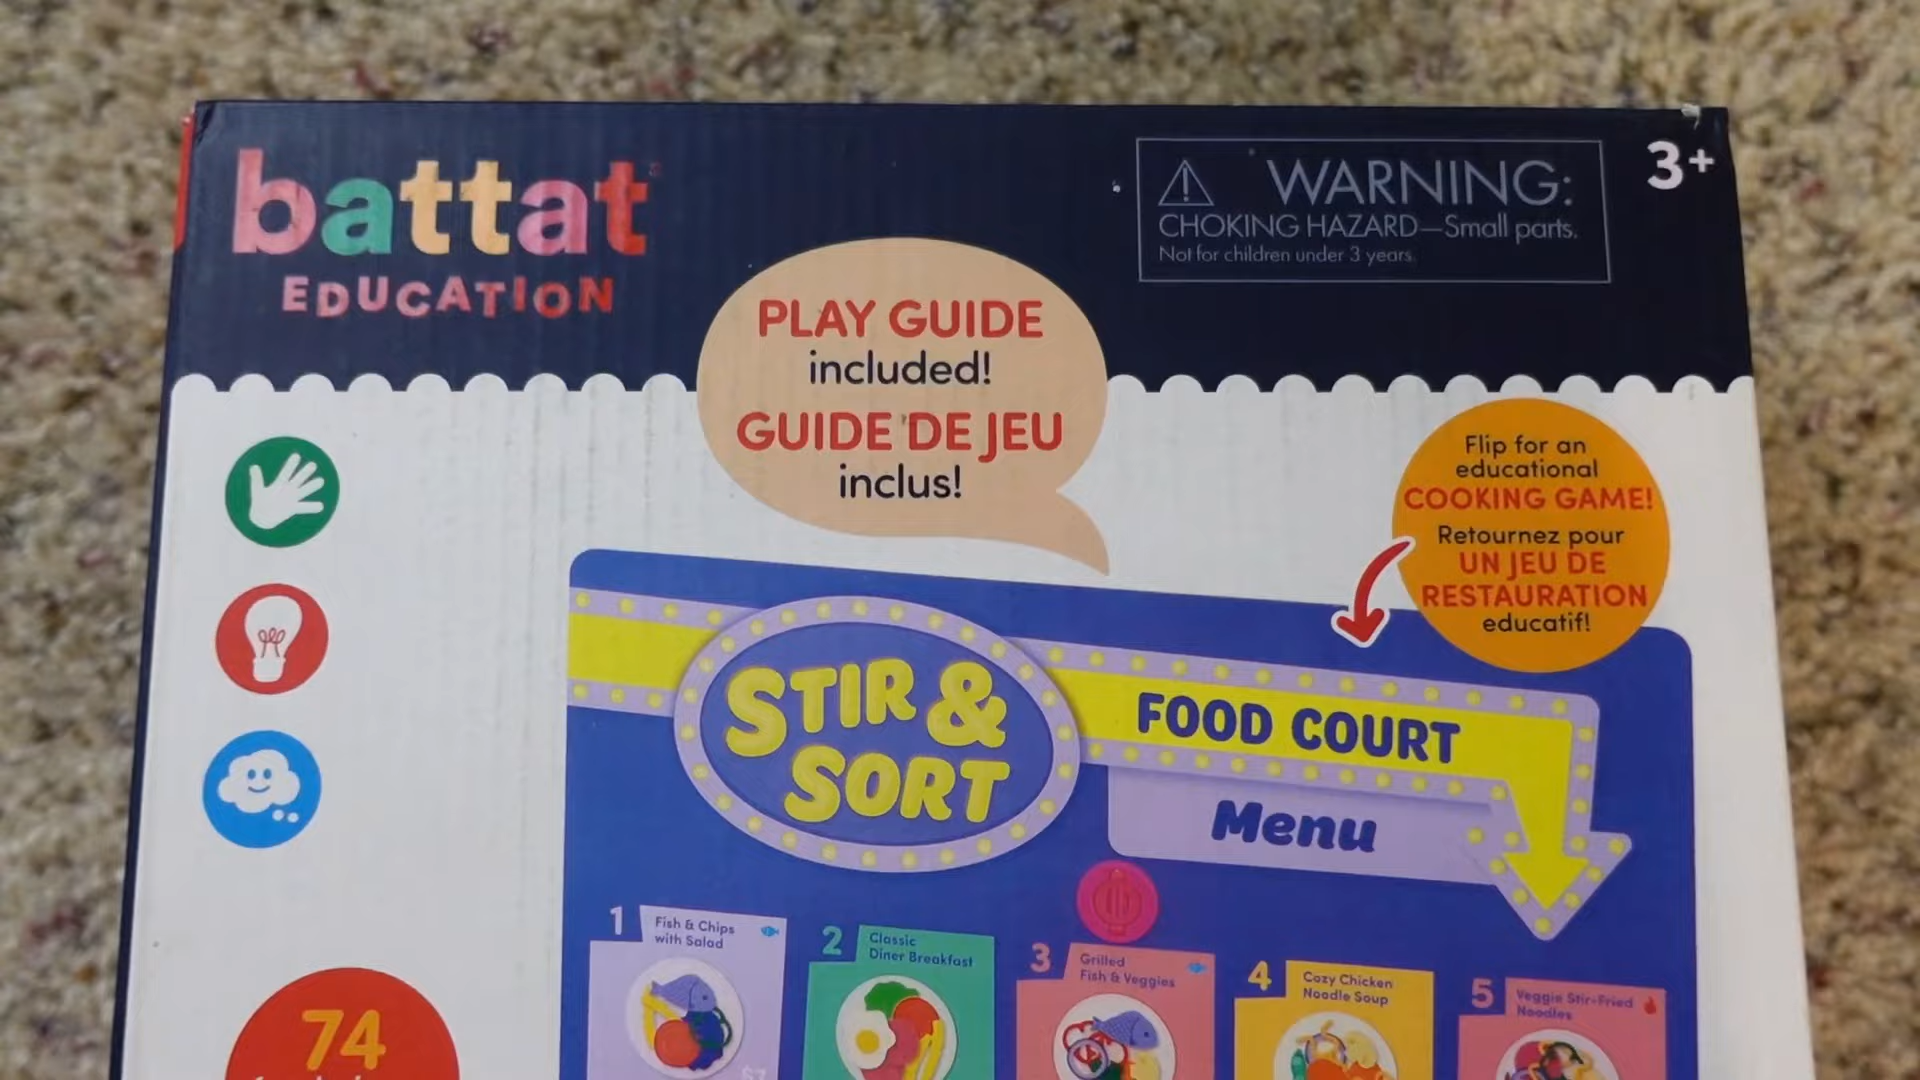 battat
EDUCATION
WARNING:
CHOKING HAZARD—Small parts.
Not for children under 3 years.
3+
PLAY GUIDE
included!
GUIDE DE JEU
inclus!
Flip for an
educational
COOKING GAME!
Retournez pour
UN JEU DE
RESTAURATION
educatif!
STIR &
SORT
FOOD COURT
Menu
1
Fish & Chips
with Salad
2
Classic
Diner Breakfast
3
Grilled
Fish & Veggies
4
Cozy Chicken
Noodle Soup
5
Veggie Stir-Fried
Noodles
$7
74